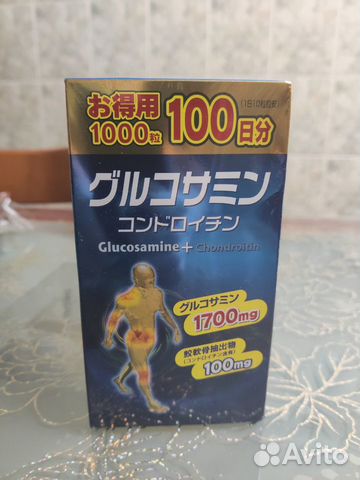 お得用
1000粒
100日分
(1日10粒目安)
グルコサミン
コンドロイチン
Glucosamine+Chondroitin
グルコサミン
1700mg
鮫軟骨抽出物
(コンドロイチン含有)
100mg
Avito